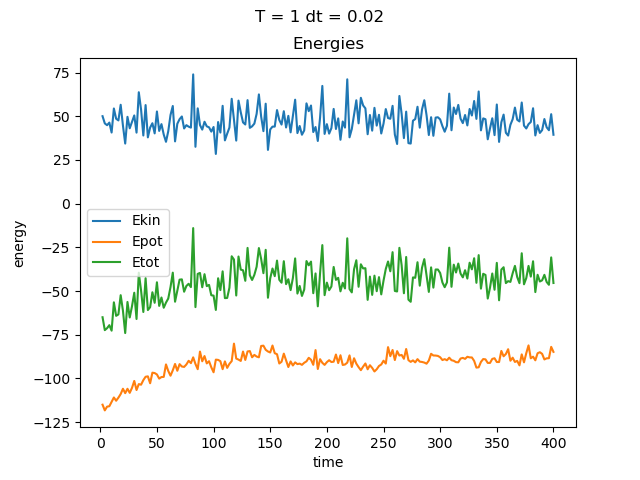 T = 1 dt = 0.02
Energies
75
50
25
0
−25
−50
−75
−100
−125
energy
Ekin
Epot
Etot
0 50 100 150 200 250 300 350 400
time